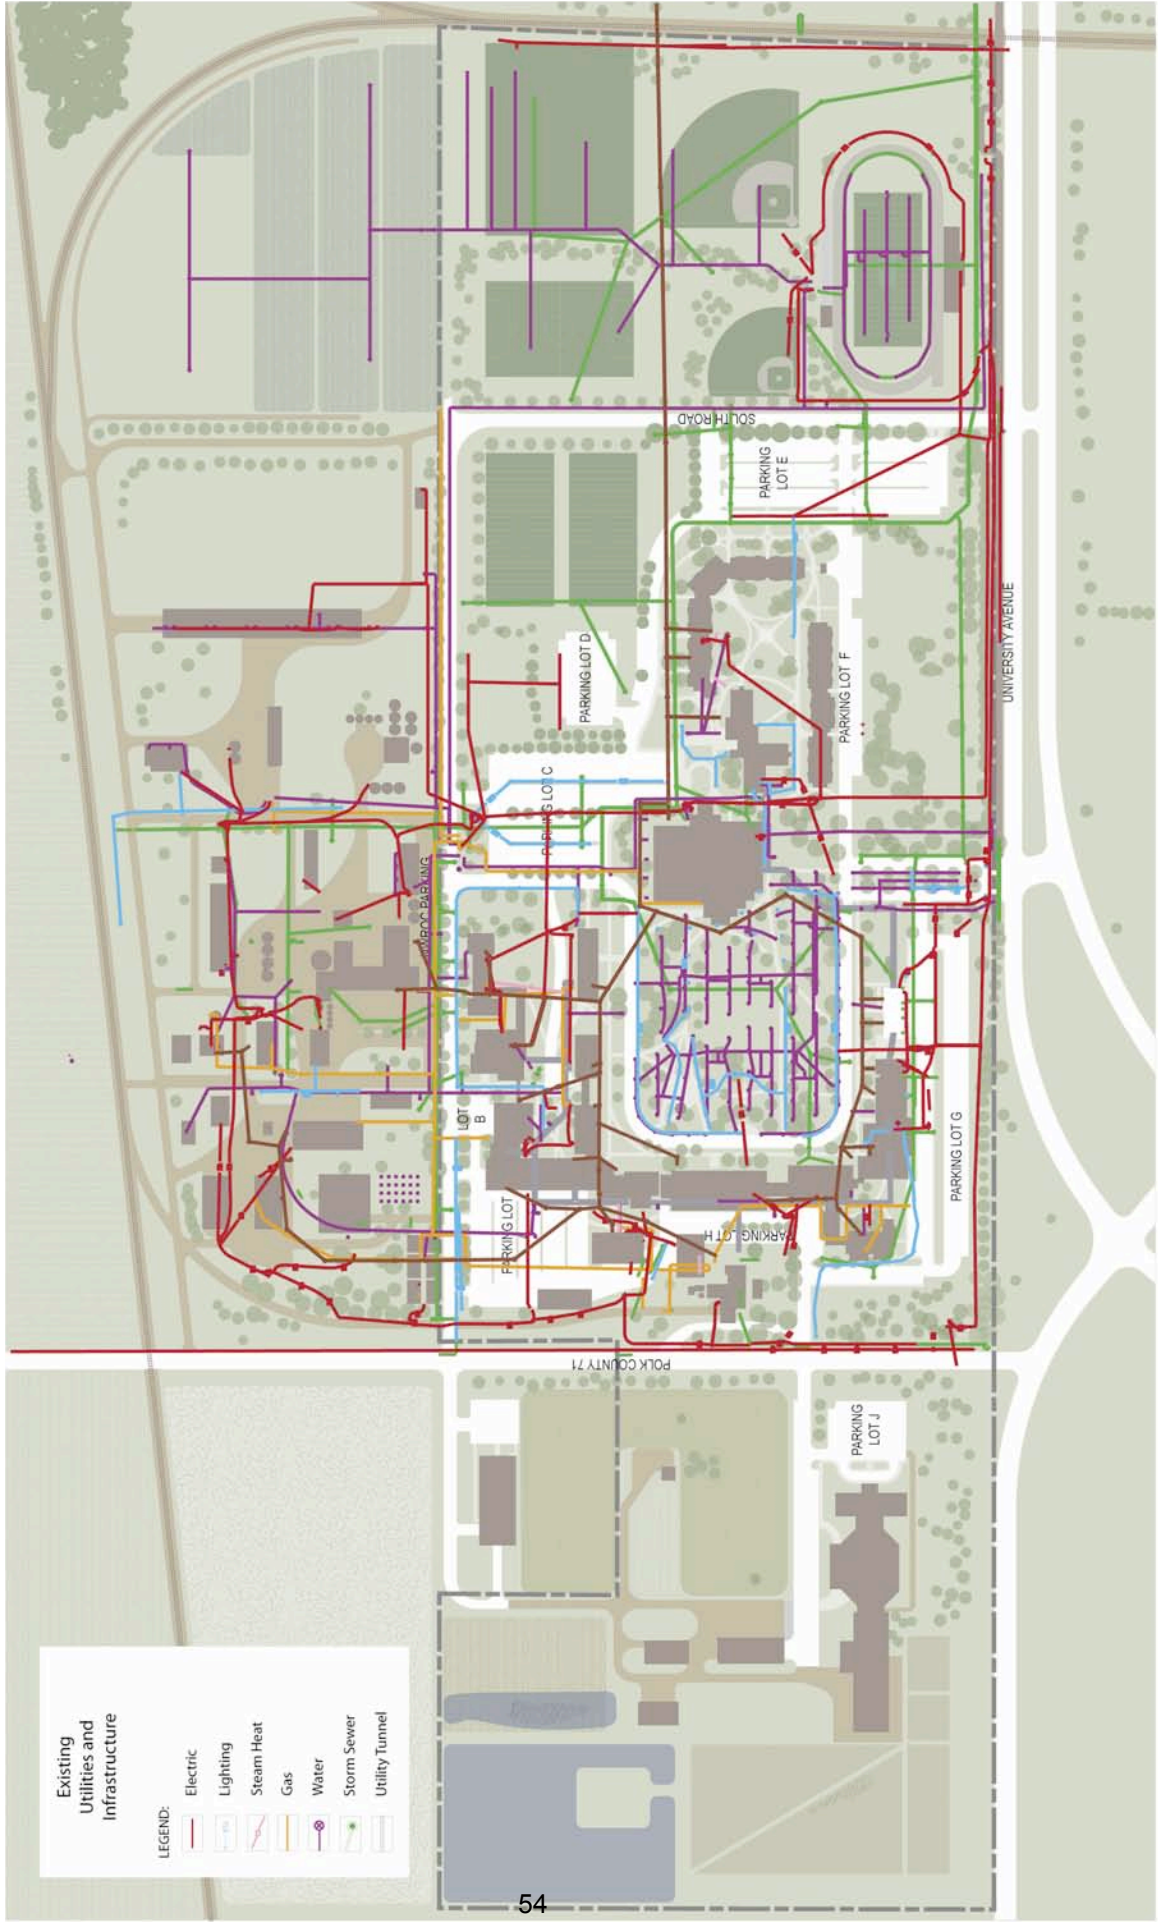 Existing
Utilities and
Infrastructure
LEGEND:
Electric
Lighting
Steam Heat
Gas
Water
Storm Sewer
Utility Tunnel
SOUTH ROAD
PARKING
LOT E
PARKING LOT D
PARKING LOT F
UNIVERSITY AVENUE
PARKING LOT C
NWROC PARKING
LOT
B
PARKING LOT
PARKING LOT H
PARKING LOT G
POLK COUNTY 71
PARKING
LOT J
54